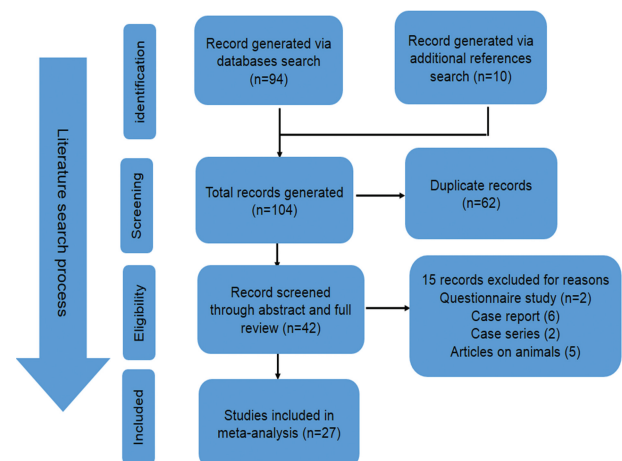 Literature search process
identification
Record generated via
databases search
(n=94)
Record generated via
additional references
search (n=10)
Screening
Total records generated
(n=104)
Duplicate records
(n=62)
Eligibility
Record screened
through abstract and full
review (n=42)
15 records excluded for reasons
Questionnaire study (n=2)
Case report (6)
Case series (2)
Articles on animals (5)
Included
Studies included in
meta-analysis (n=27)